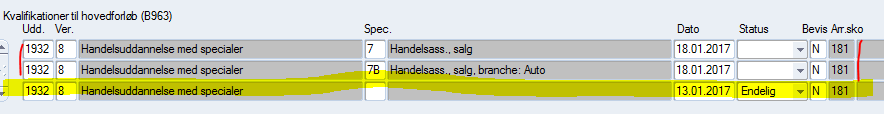 Kvalifikationer til hovedforløb (B963)
Udd. Ver. Spec. Dato Status Bevis Arr.sko
1932 8 Handelsuddannelse med specialer 7 Handelsass., salg 18.01.2017 N 181
1932 8 Handelsuddannelse med specialer 7B Handelsass., salg, branche: Auto 18.01.2017 N 181
1932 8 Handelsuddannelse med specialer 13.01.2017 Endelig N 181